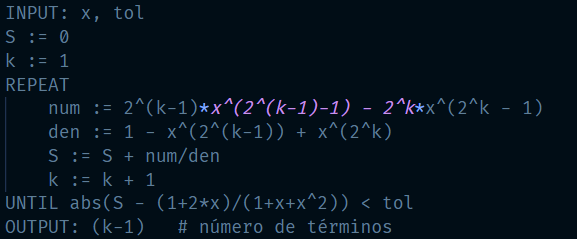 INPUT: x, tol
S := 0
k := 1
REPEAT
num := 2^(k-1)*x^(2^(k-1)-1) - 2^k*x^(2^k - 1)
den := 1 - x^(2^(k-1)) + x^(2^k)
S := S + num/den
k := k + 1
UNTIL abs(S - (1+2*x)/(1+x+x^2)) < tol
OUTPUT: (k-1)   # número de términos